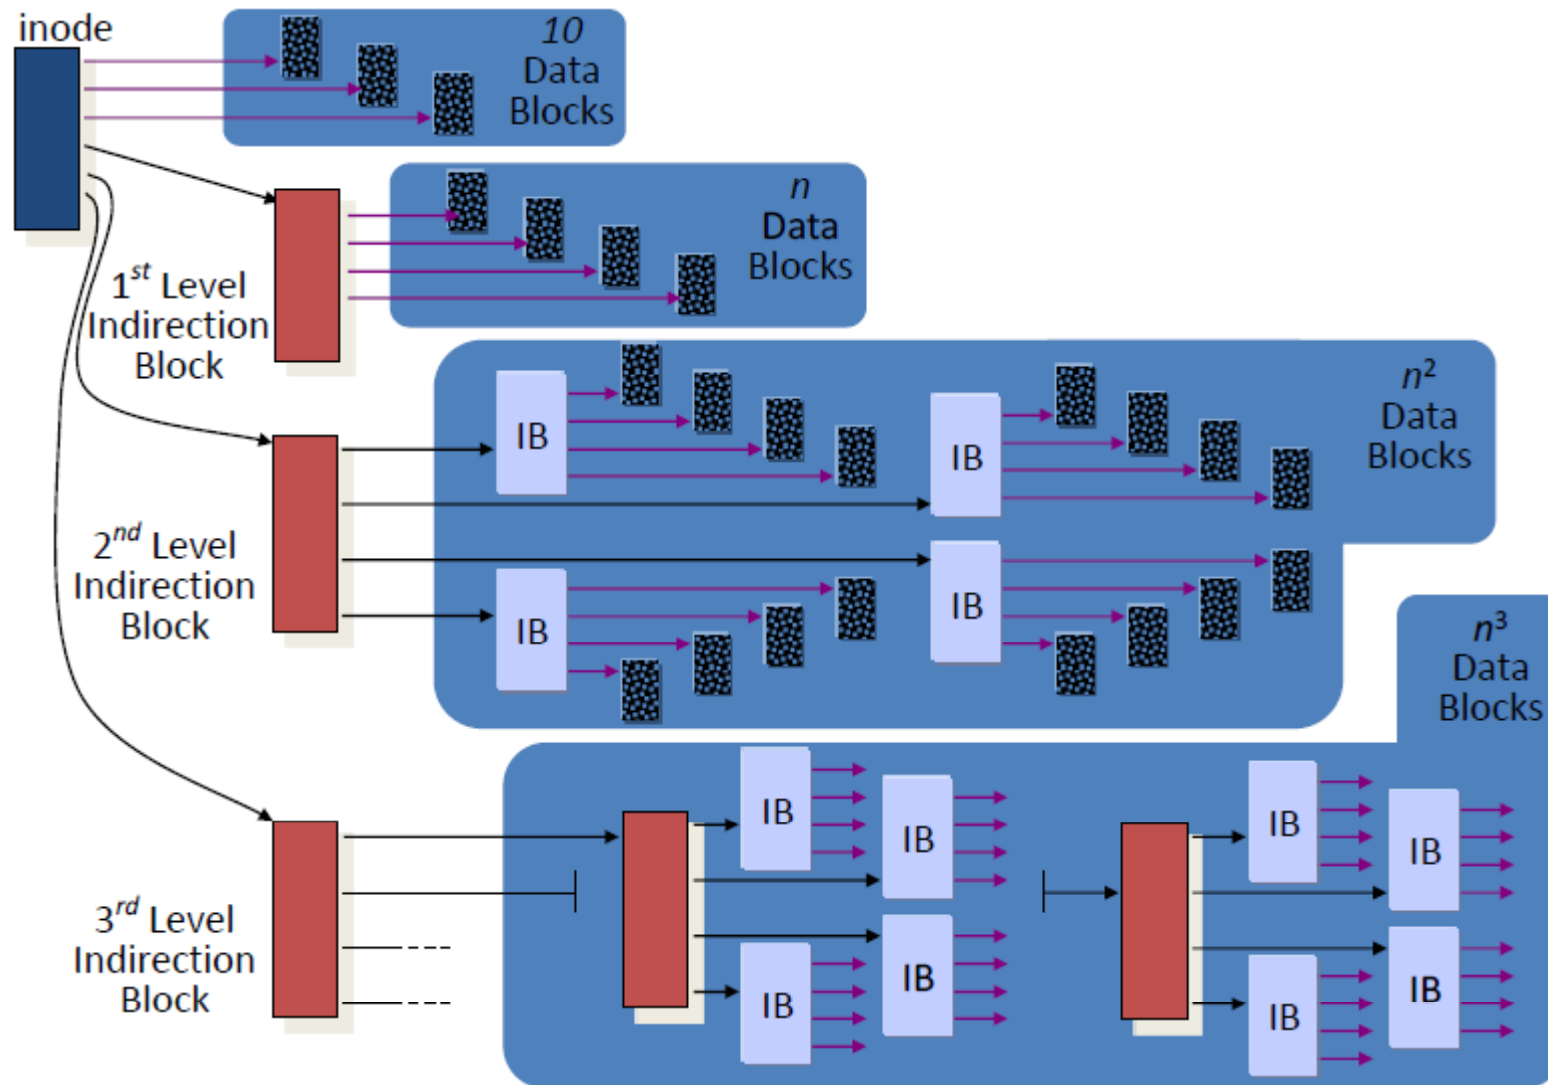 inode
10
Data
Blocks
n
Data
Blocks
1st Level
Indirection
Block
n²
Data
Blocks
IB
IB
2nd Level
Indirection
Block
IB
IB
n³
Data
Blocks
3rd Level
Indirection
Block
IB
IB
IB
IB
IB
IB
IB
IB